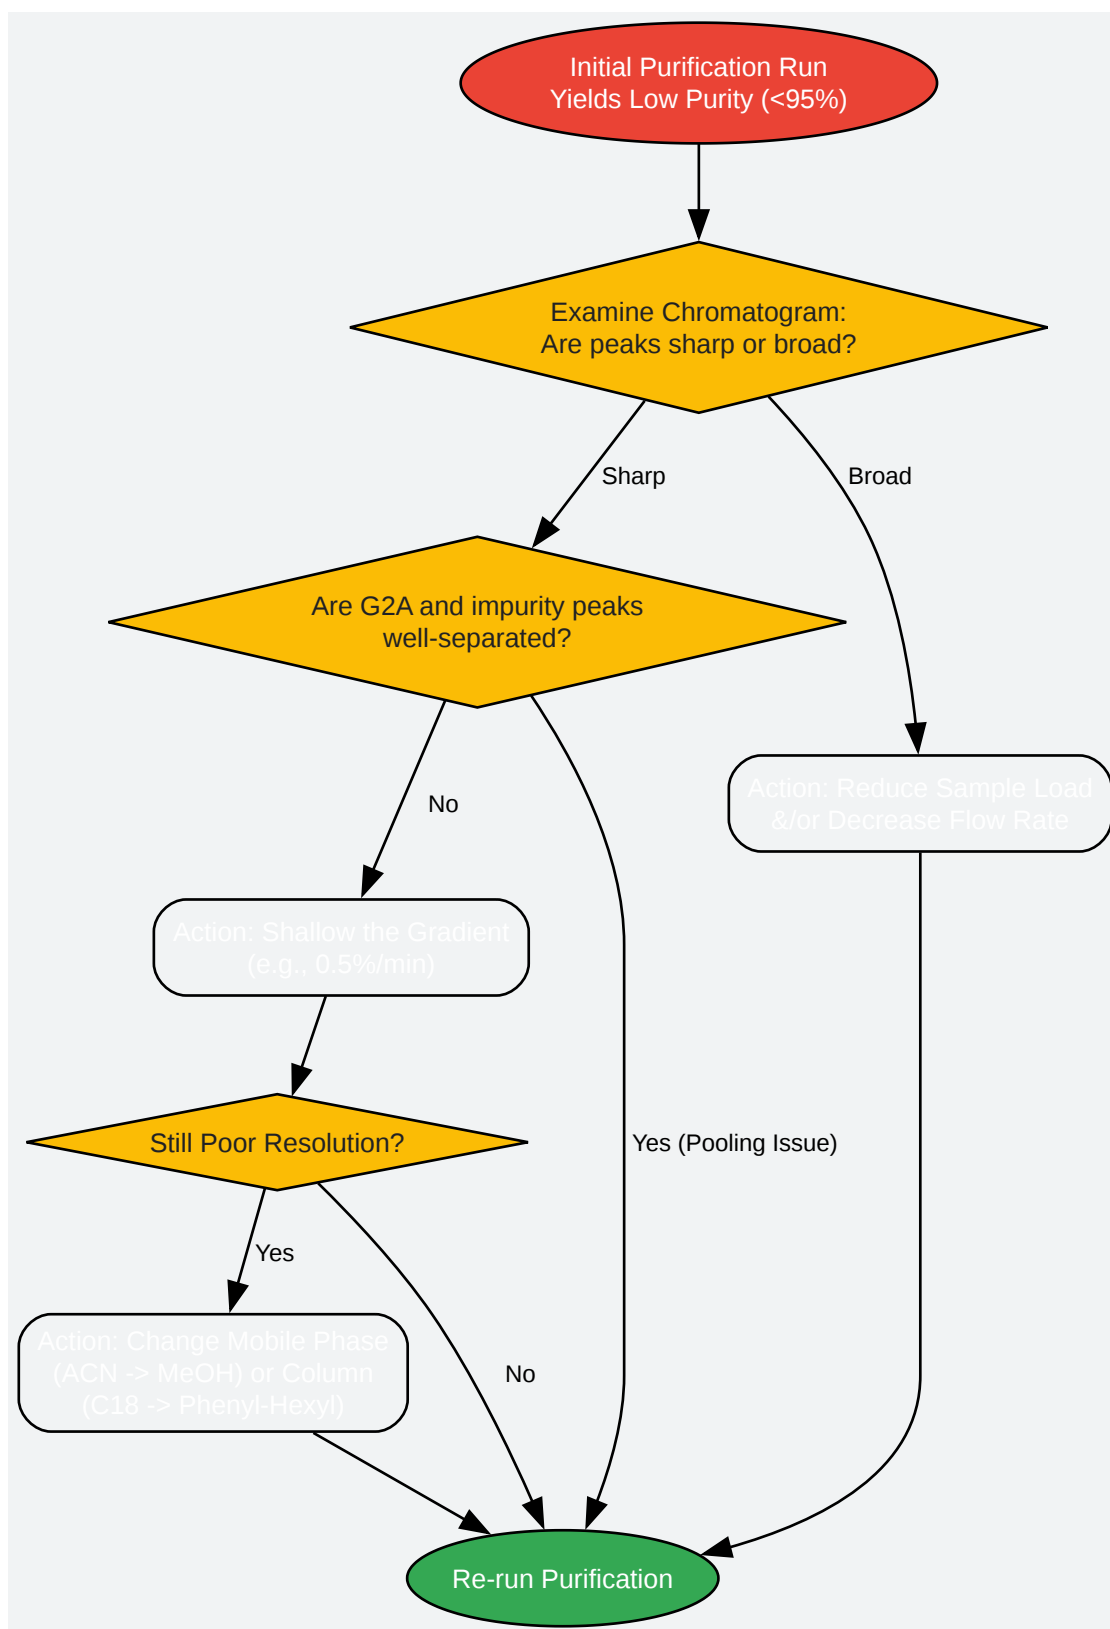 Initial Purification Run
Yields Low Purity (<95%)
Examine Chromatogram:
Are peaks sharp or broad?
Sharp
Broad
Are G2A and impurity peaks
well-separated?
No
Action: Reduce Sample Load
&/or Decrease Flow Rate
Action: Shallow the Gradient
(e.g., 0.5%/min)
Still Poor Resolution?
Yes (Pooling Issue)
Yes
Action: Change Mobile Phase
(ACN -> MeOH) or Column
(C18 -> Phenyl-Hexyl)
No
Re-run Purification